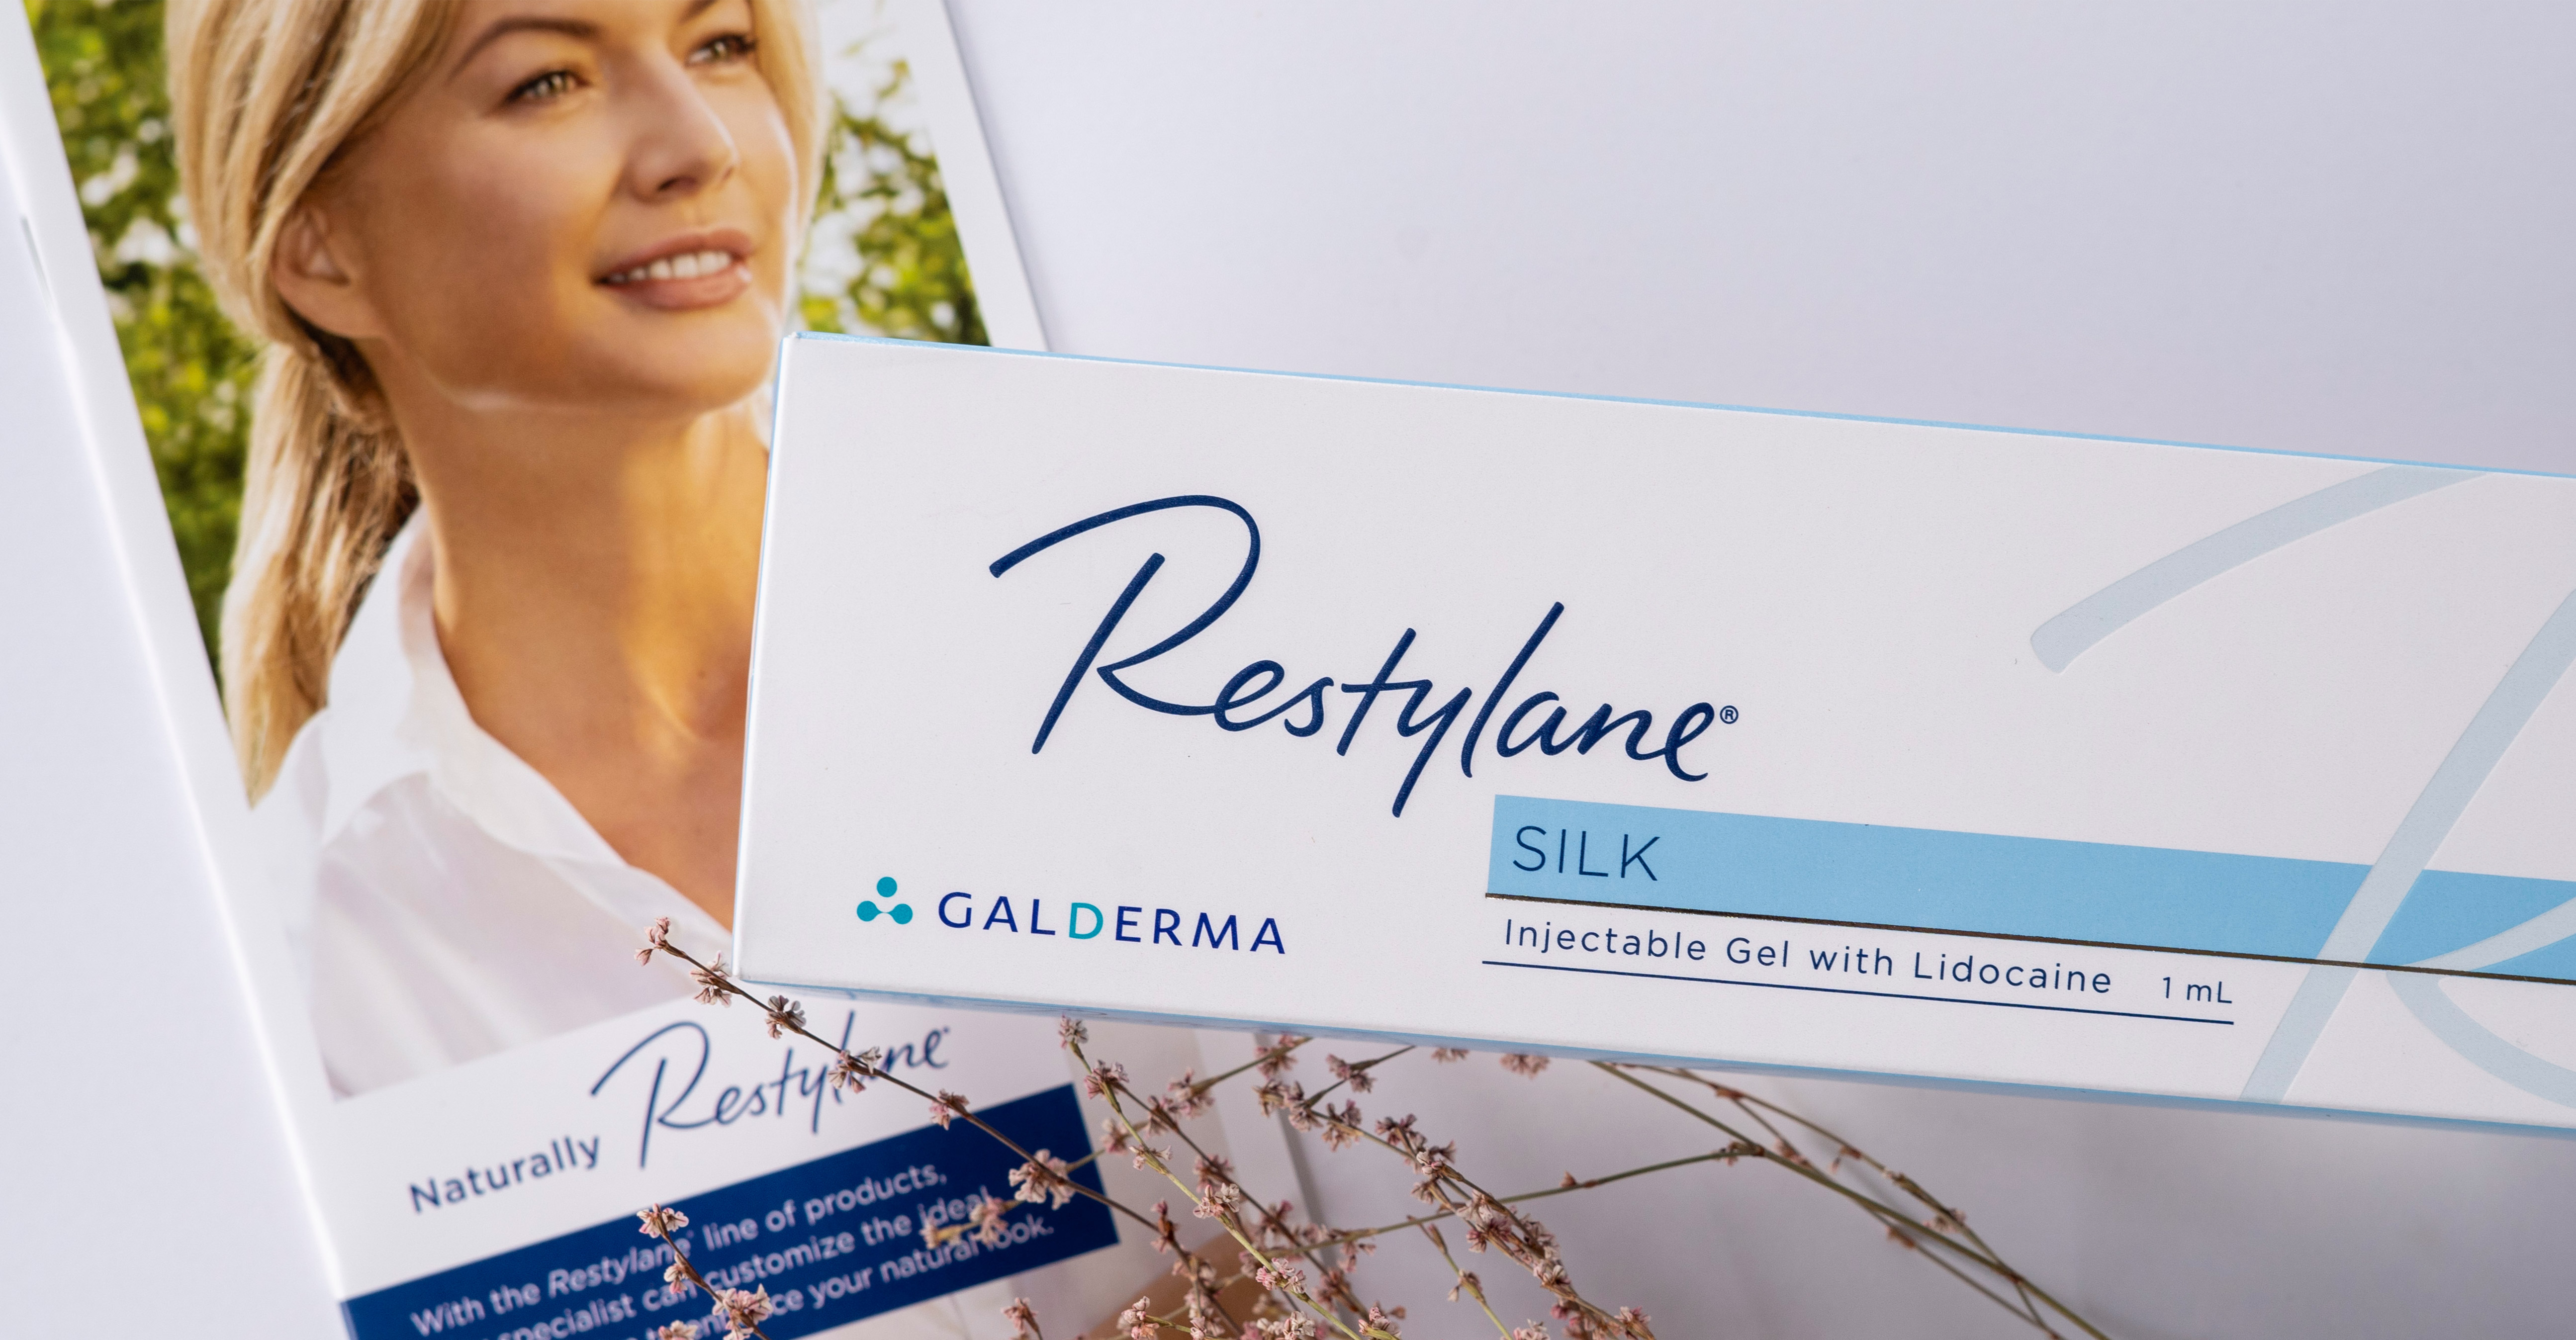 Restylane®
SILK
GALDERMA
Injectable Gel with Lidocaine 1 mL
Naturally Restylane
With the Restylane line of products,
specialist can customize the ideal
your natural look.